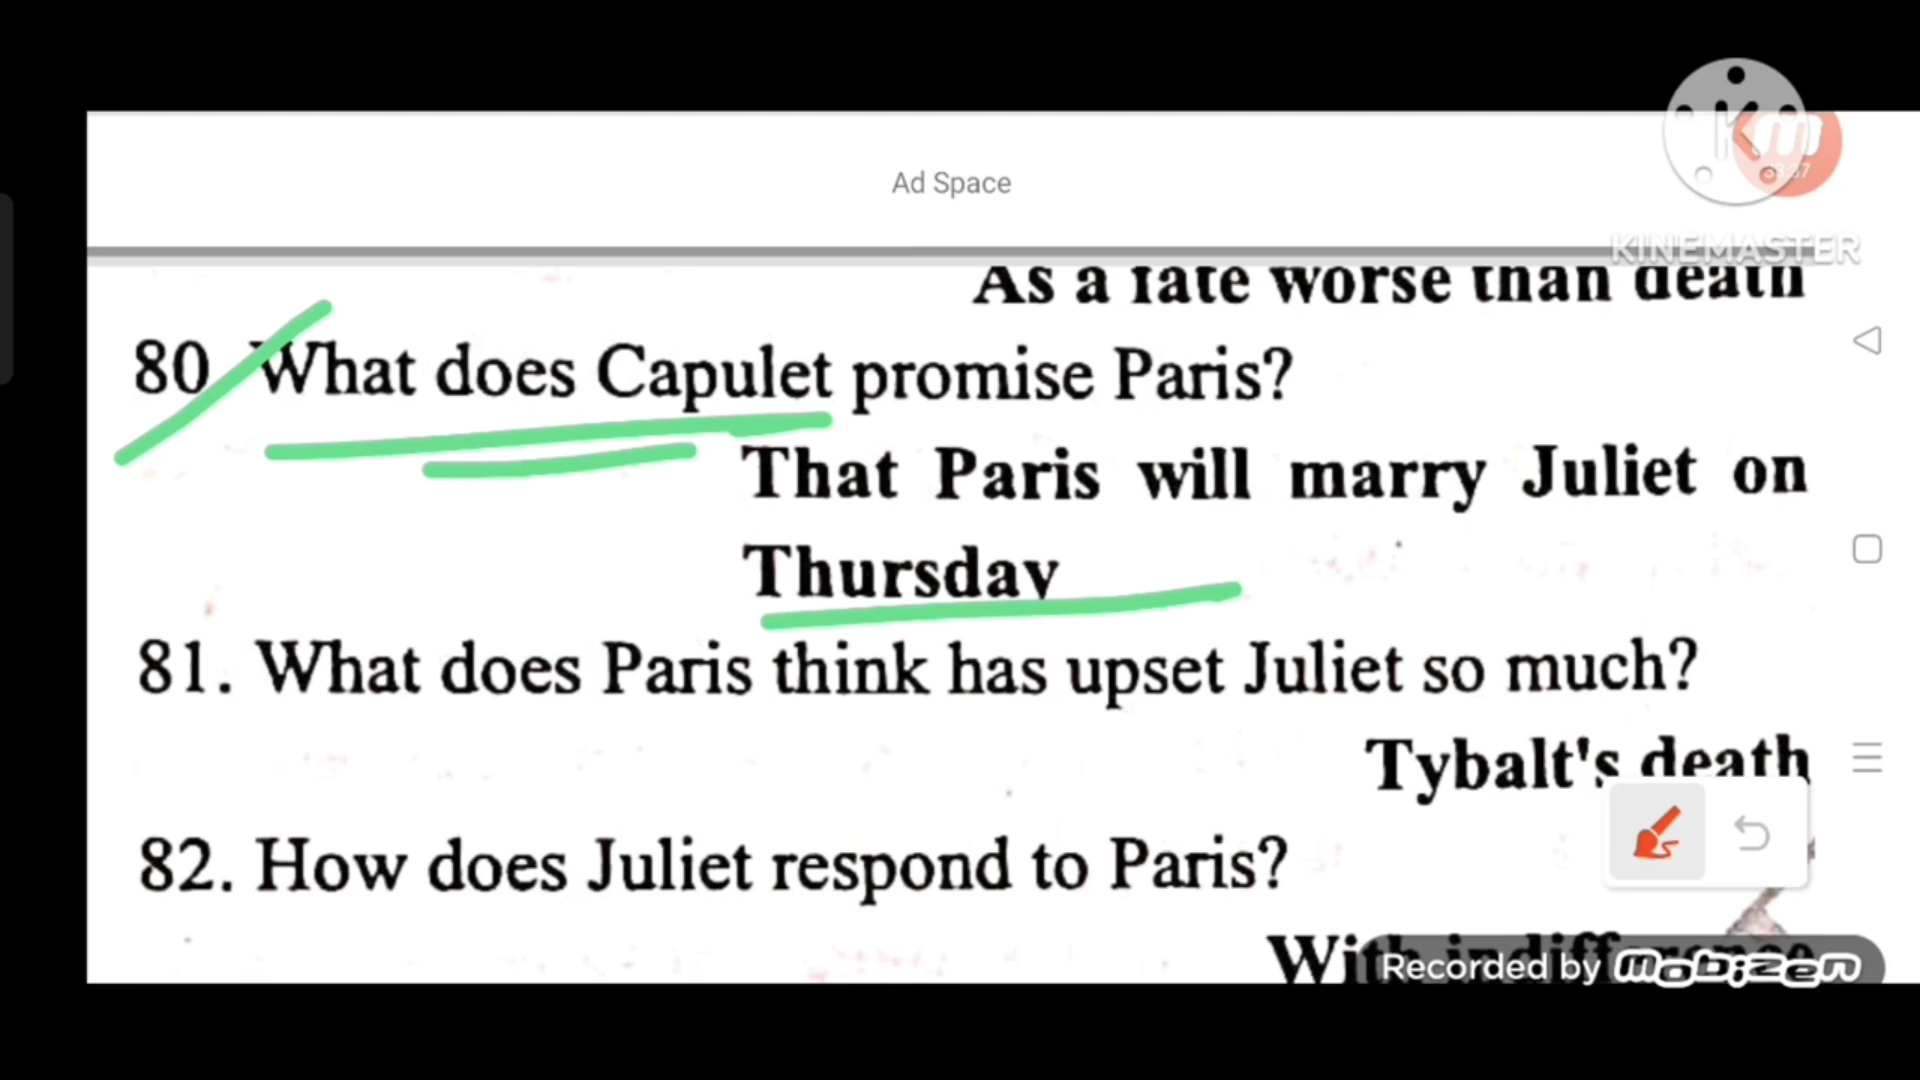 Ad Space
KINEMASTER
As a fate worse than death
80 What does Capulet promise Paris?
That Paris will marry Juliet on
Thursday
81. What does Paris think has upset Juliet so much?
Tybalt's death
82. How does Juliet respond to Paris?
With indifference
Recorded by mobizen